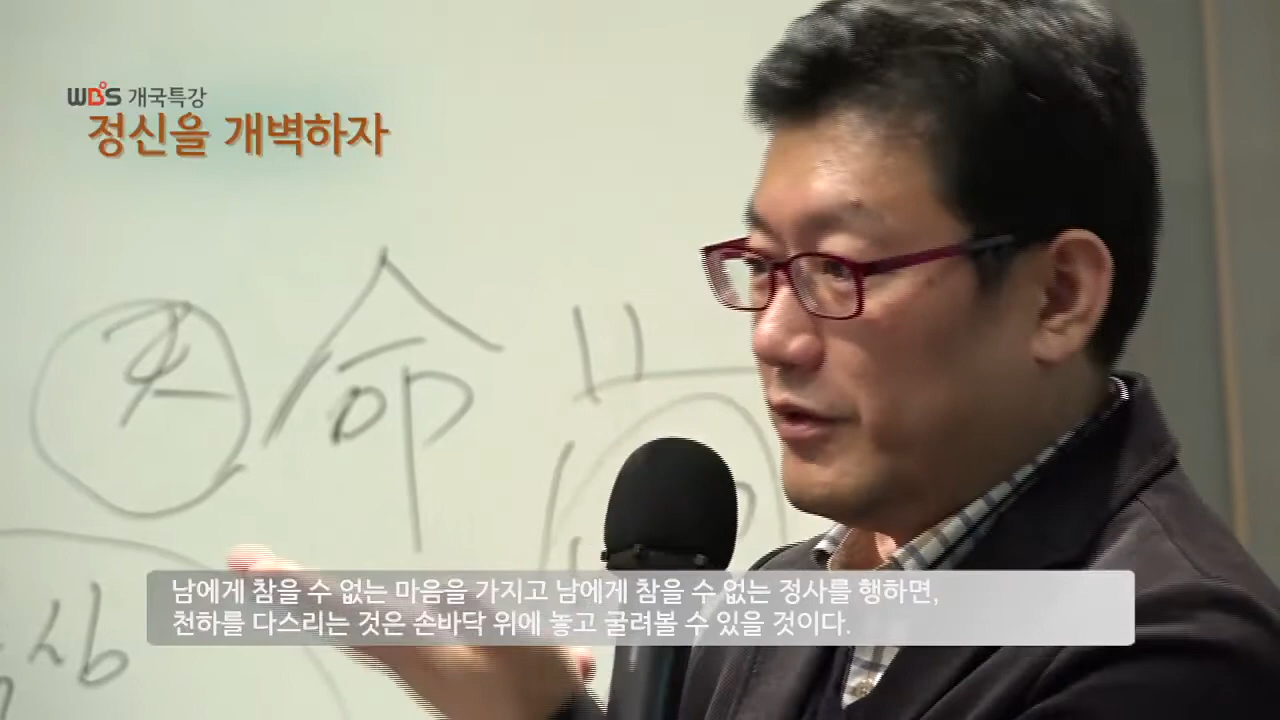 WBS 개국특강
정신을 개벽하자
天 命
상
남에게 참을 수 없는 마음을 가지고 남에게 참을 수 없는 정사를 행하면,
천하를 다스리는 것은 손바닥 위에 놓고 굴려볼 수 있을 것이다.